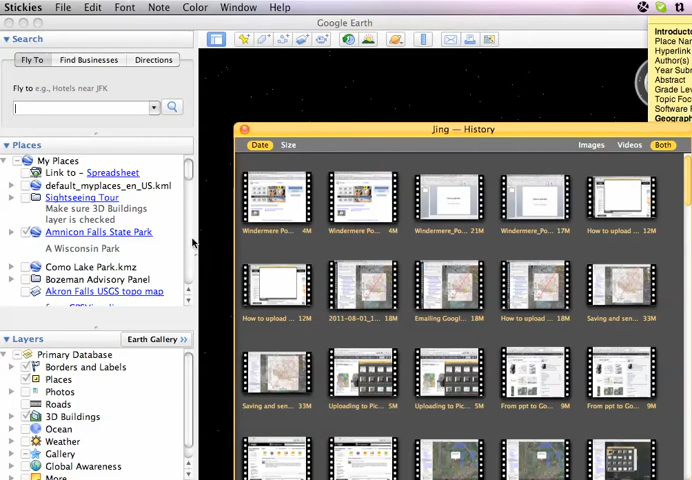 Stickies File Edit Font Note Color Window Help
Google Earth
Search
Fly To Find Businesses Directions
Fly to e.g., Hotels near JFK
Places
My Places
Link to - Spreadsheet
default_myplaces_en_US.kml
Sightseeing Tour
Make sure 3D Buildings
layer is checked
Amnicon Falls State Park
A Wisconsin Park
Como Lake Park.kmz
Bozeman Advisory Panel
Akron Falls USGS topo map
Layers
Earth Gallery >>
Primary Database
Borders and Labels
Places
Photos
Roads
3D Buildings
Ocean
Weather
Gallery
Global Awareness
More
Introduc
Place Nar
Hyperlink
Author(s)
Year Subn
Abstract
Grade Lev
Topic Foc
Software F
Geograph
Jing — History
Date Size Images Videos Both
Windermere Po... 4M
Windermere Po... 4M
Windermere_Po... 21M
Windermere_Po... 17M
How to upload ... 12M
How to upload ... 12M
2011-08-01_1... 18M
Emailing Googl... 18M
How to upload ... 18M
Saving and sen... 33M
Saving and sen... 33M
Uploading to Pic... 5M
Uploading to Pic... 5M
From ppt to Go... 9M
From ppt to Go... 9M